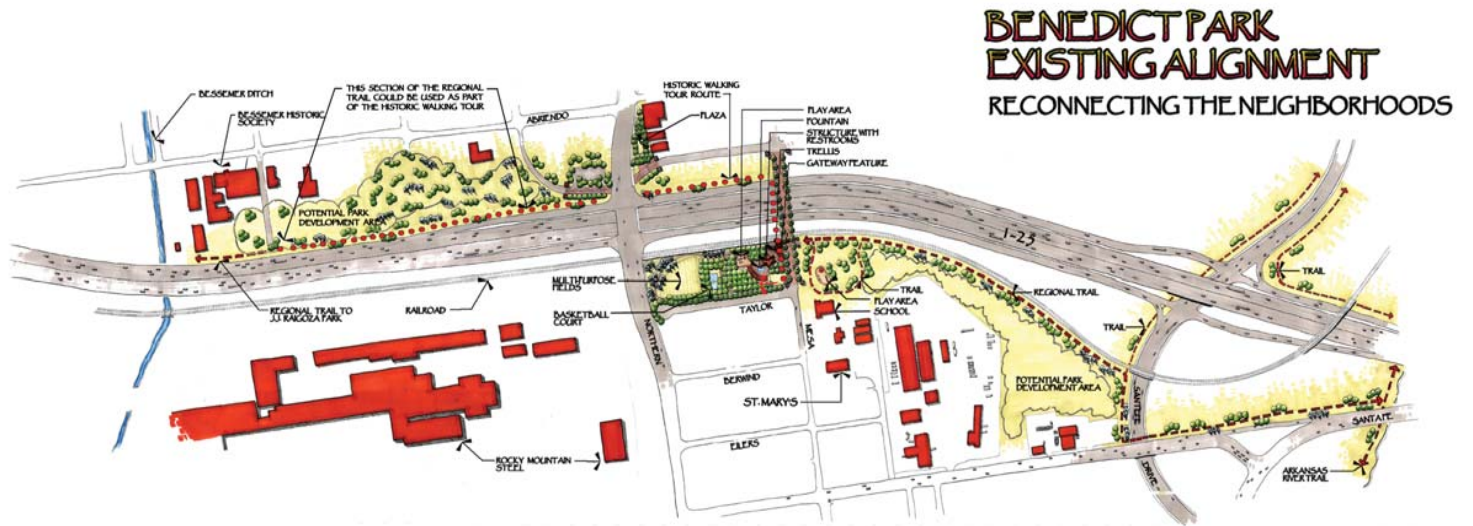 BENEDICT PARK
EXISTING ALIGNMENT
RECONNECTING THE NEIGHBORHOODS
BESSEMER DITCH
BESSEMER HISTORIC
SOCIETY
THIS SECTION OF THE REGIONAL
TRAIL COULD BE USED AS PART
OF THE HISTORIC WALKING TOUR
ABRIENDO
HISTORIC WALKING
TOUR ROUTE
PLAZA
PLAY AREA
FOUNTAIN
STRUCTURE WITH
RESTROOMS
TRELLIS
GATEWAY FEATURE
POTENTIAL PARK
DEVELOPMENT AREA
I-25
TRAIL
REGIONAL TRAIL TO
J.J. RAIGOZA PARK
RAILROAD
MULTI-PURPOSE
FIELDS
BASKETBALL
COURT
NORTHERN
TAYLOR
MESA
TRAIL
PLAY AREA
SCHOOL
REGIONAL TRAIL
TRAIL
BERWIND
ST. MARY'S
EILERS
POTENTIAL PARK
DEVELOPMENT AREA
SANTA FE
DRIVE
SANTA FE
ROCKY MOUNTAIN
STEEL
ARKANSAS
RIVER TRAIL